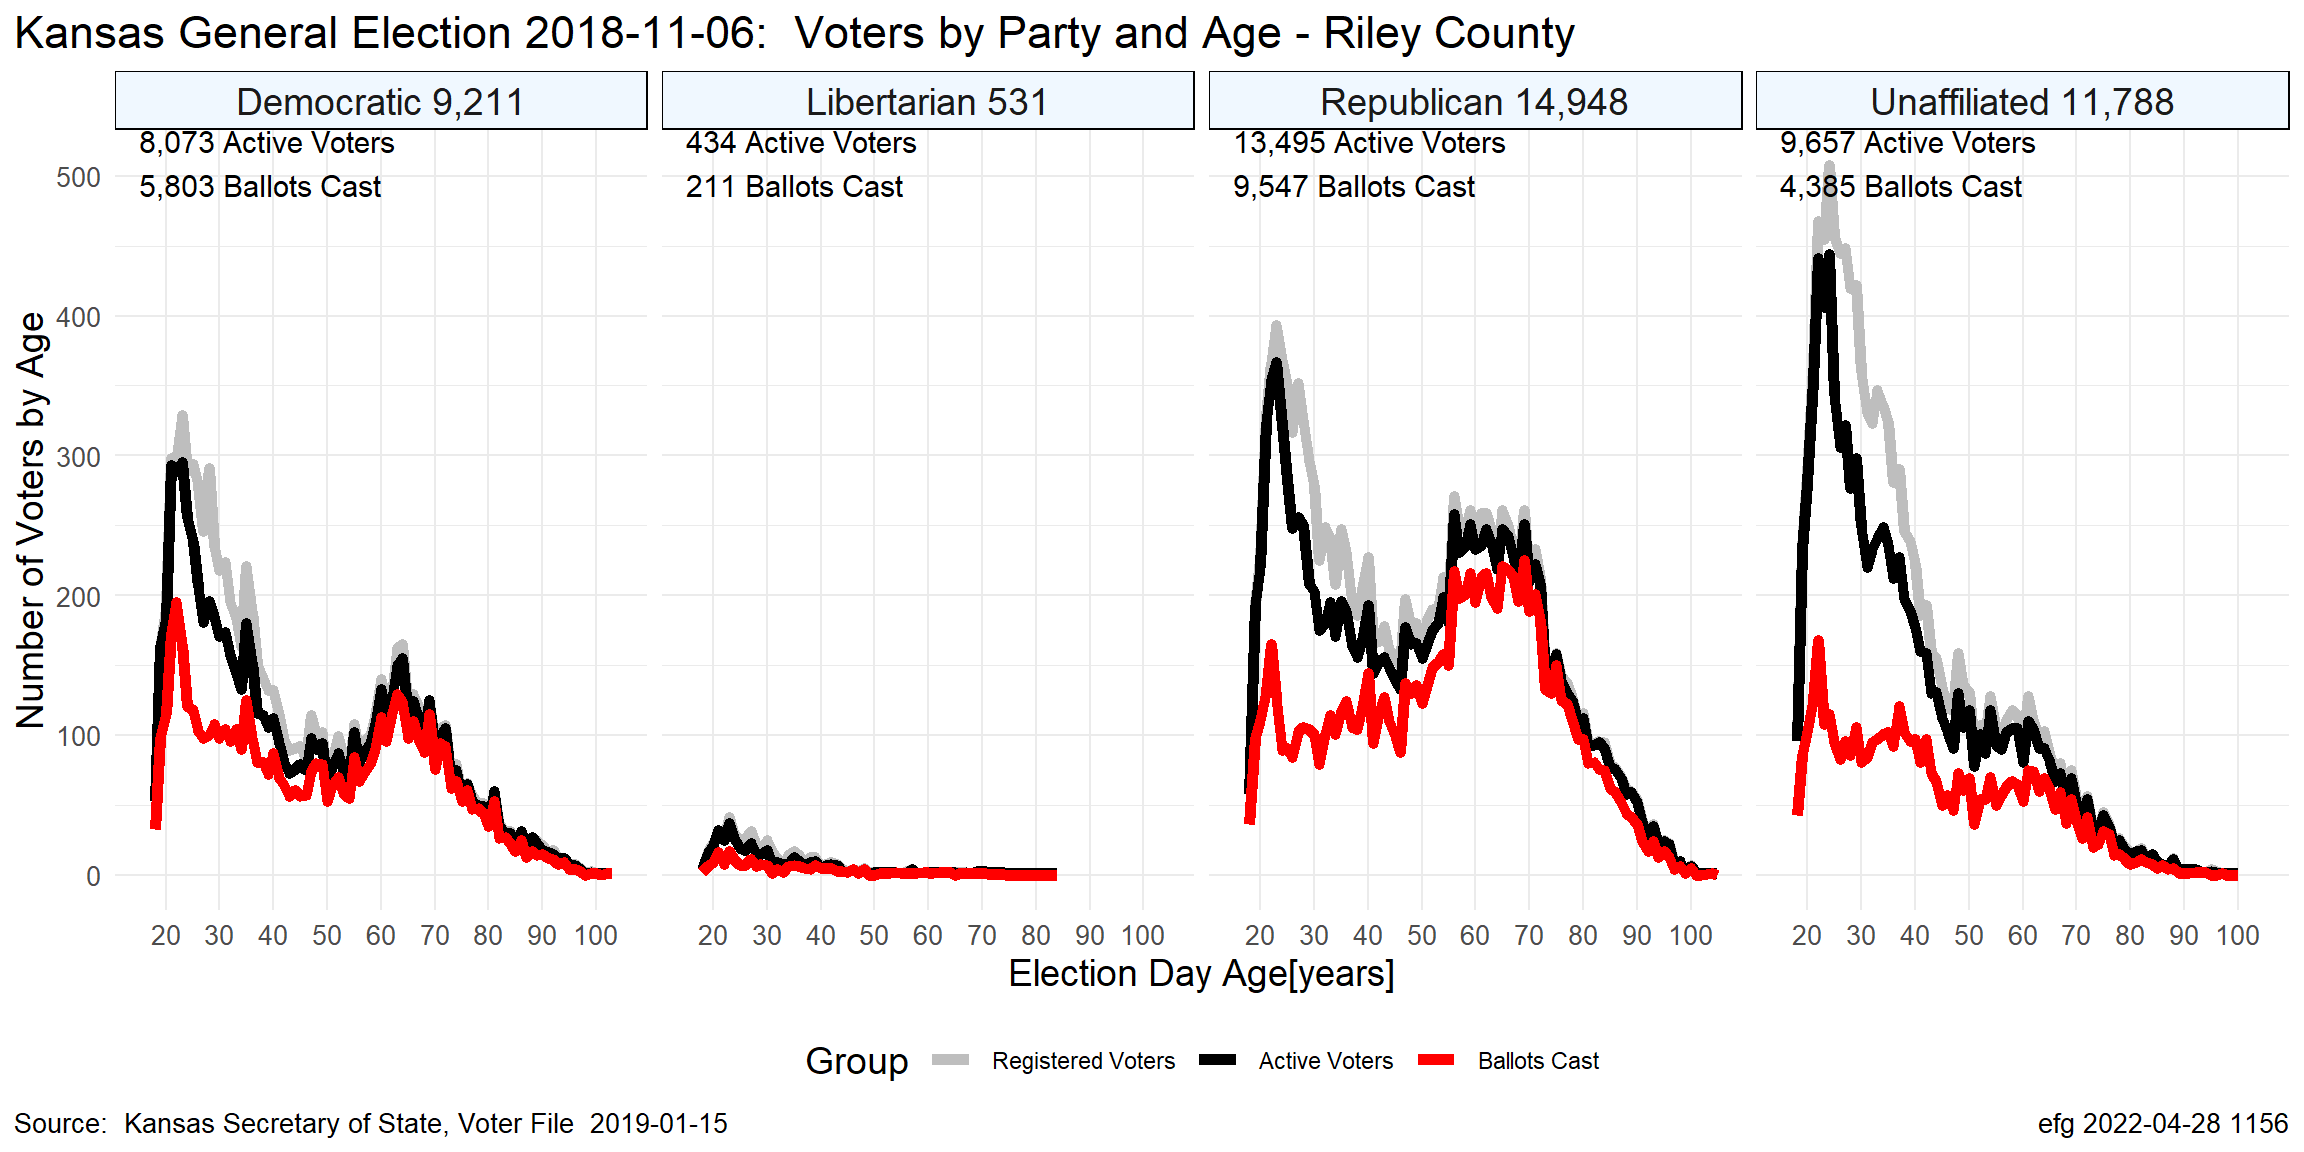 Kansas General Election 2018-11-06:  Voters by Party and Age - Riley County
Democratic 9,211
Libertarian 531
Republican 14,948
Unaffiliated 11,788
8,073 Active Voters
5,803 Ballots Cast
434 Active Voters
211 Ballots Cast
13,495 Active Voters
9,547 Ballots Cast
9,657 Active Voters
4,385 Ballots Cast
Number of Voters by Age
500
400
300
200
100
0
20 30 40 50 60 70 80 90 100
20 30 40 50 60 70 80 90 100
20 30 40 50 60 70 80 90 100
20 30 40 50 60 70 80 90 100
Election Day Age[years]
Group Registered Voters Active Voters Ballots Cast
Source:  Kansas Secretary of State, Voter File  2019-01-15
efg 2022-04-28 1156